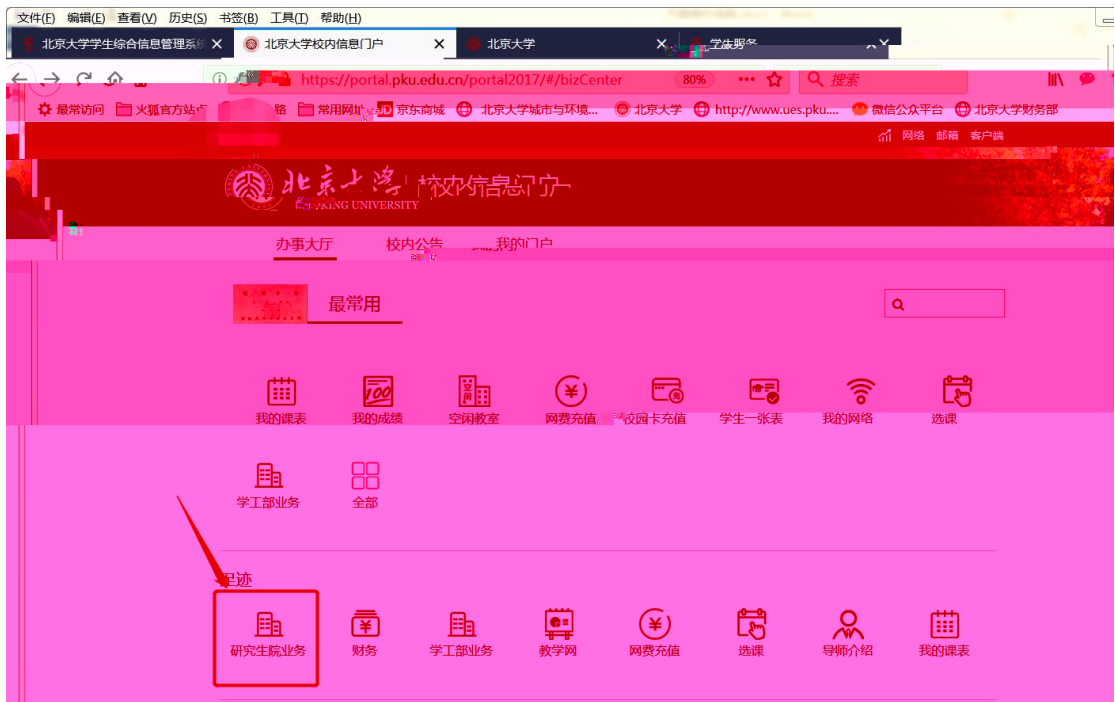 文件(F) 编辑(E) 查看(V) 历史(S) 书签(B) 工具(T) 帮助(H)
北京大学学生综合信息管理系统 北京大学校内信息门户 北京大学
https://portal.pku.edu.cn/portal2017/#/bizCenter 80% 搜索
最常访问 火狐官方站点 常用网址 京东商城 北京大学城市与环境... 北京大学 http://www.ues.pku.... 微信公众平台 北京大学财务部
网络 邮箱 客户端
北京大学 校内信息门户
PEKING UNIVERSITY
办事大厅 校内公告 我的门户
最常用
我的课表 我的成绩 空闲教室 网费充值 校园卡充值 学生一张表 我的网络 选课
学工部业务 全部
足迹
研究生院业务 财务 学工部业务 教学网 网费充值 选课 导师介绍 我的课表